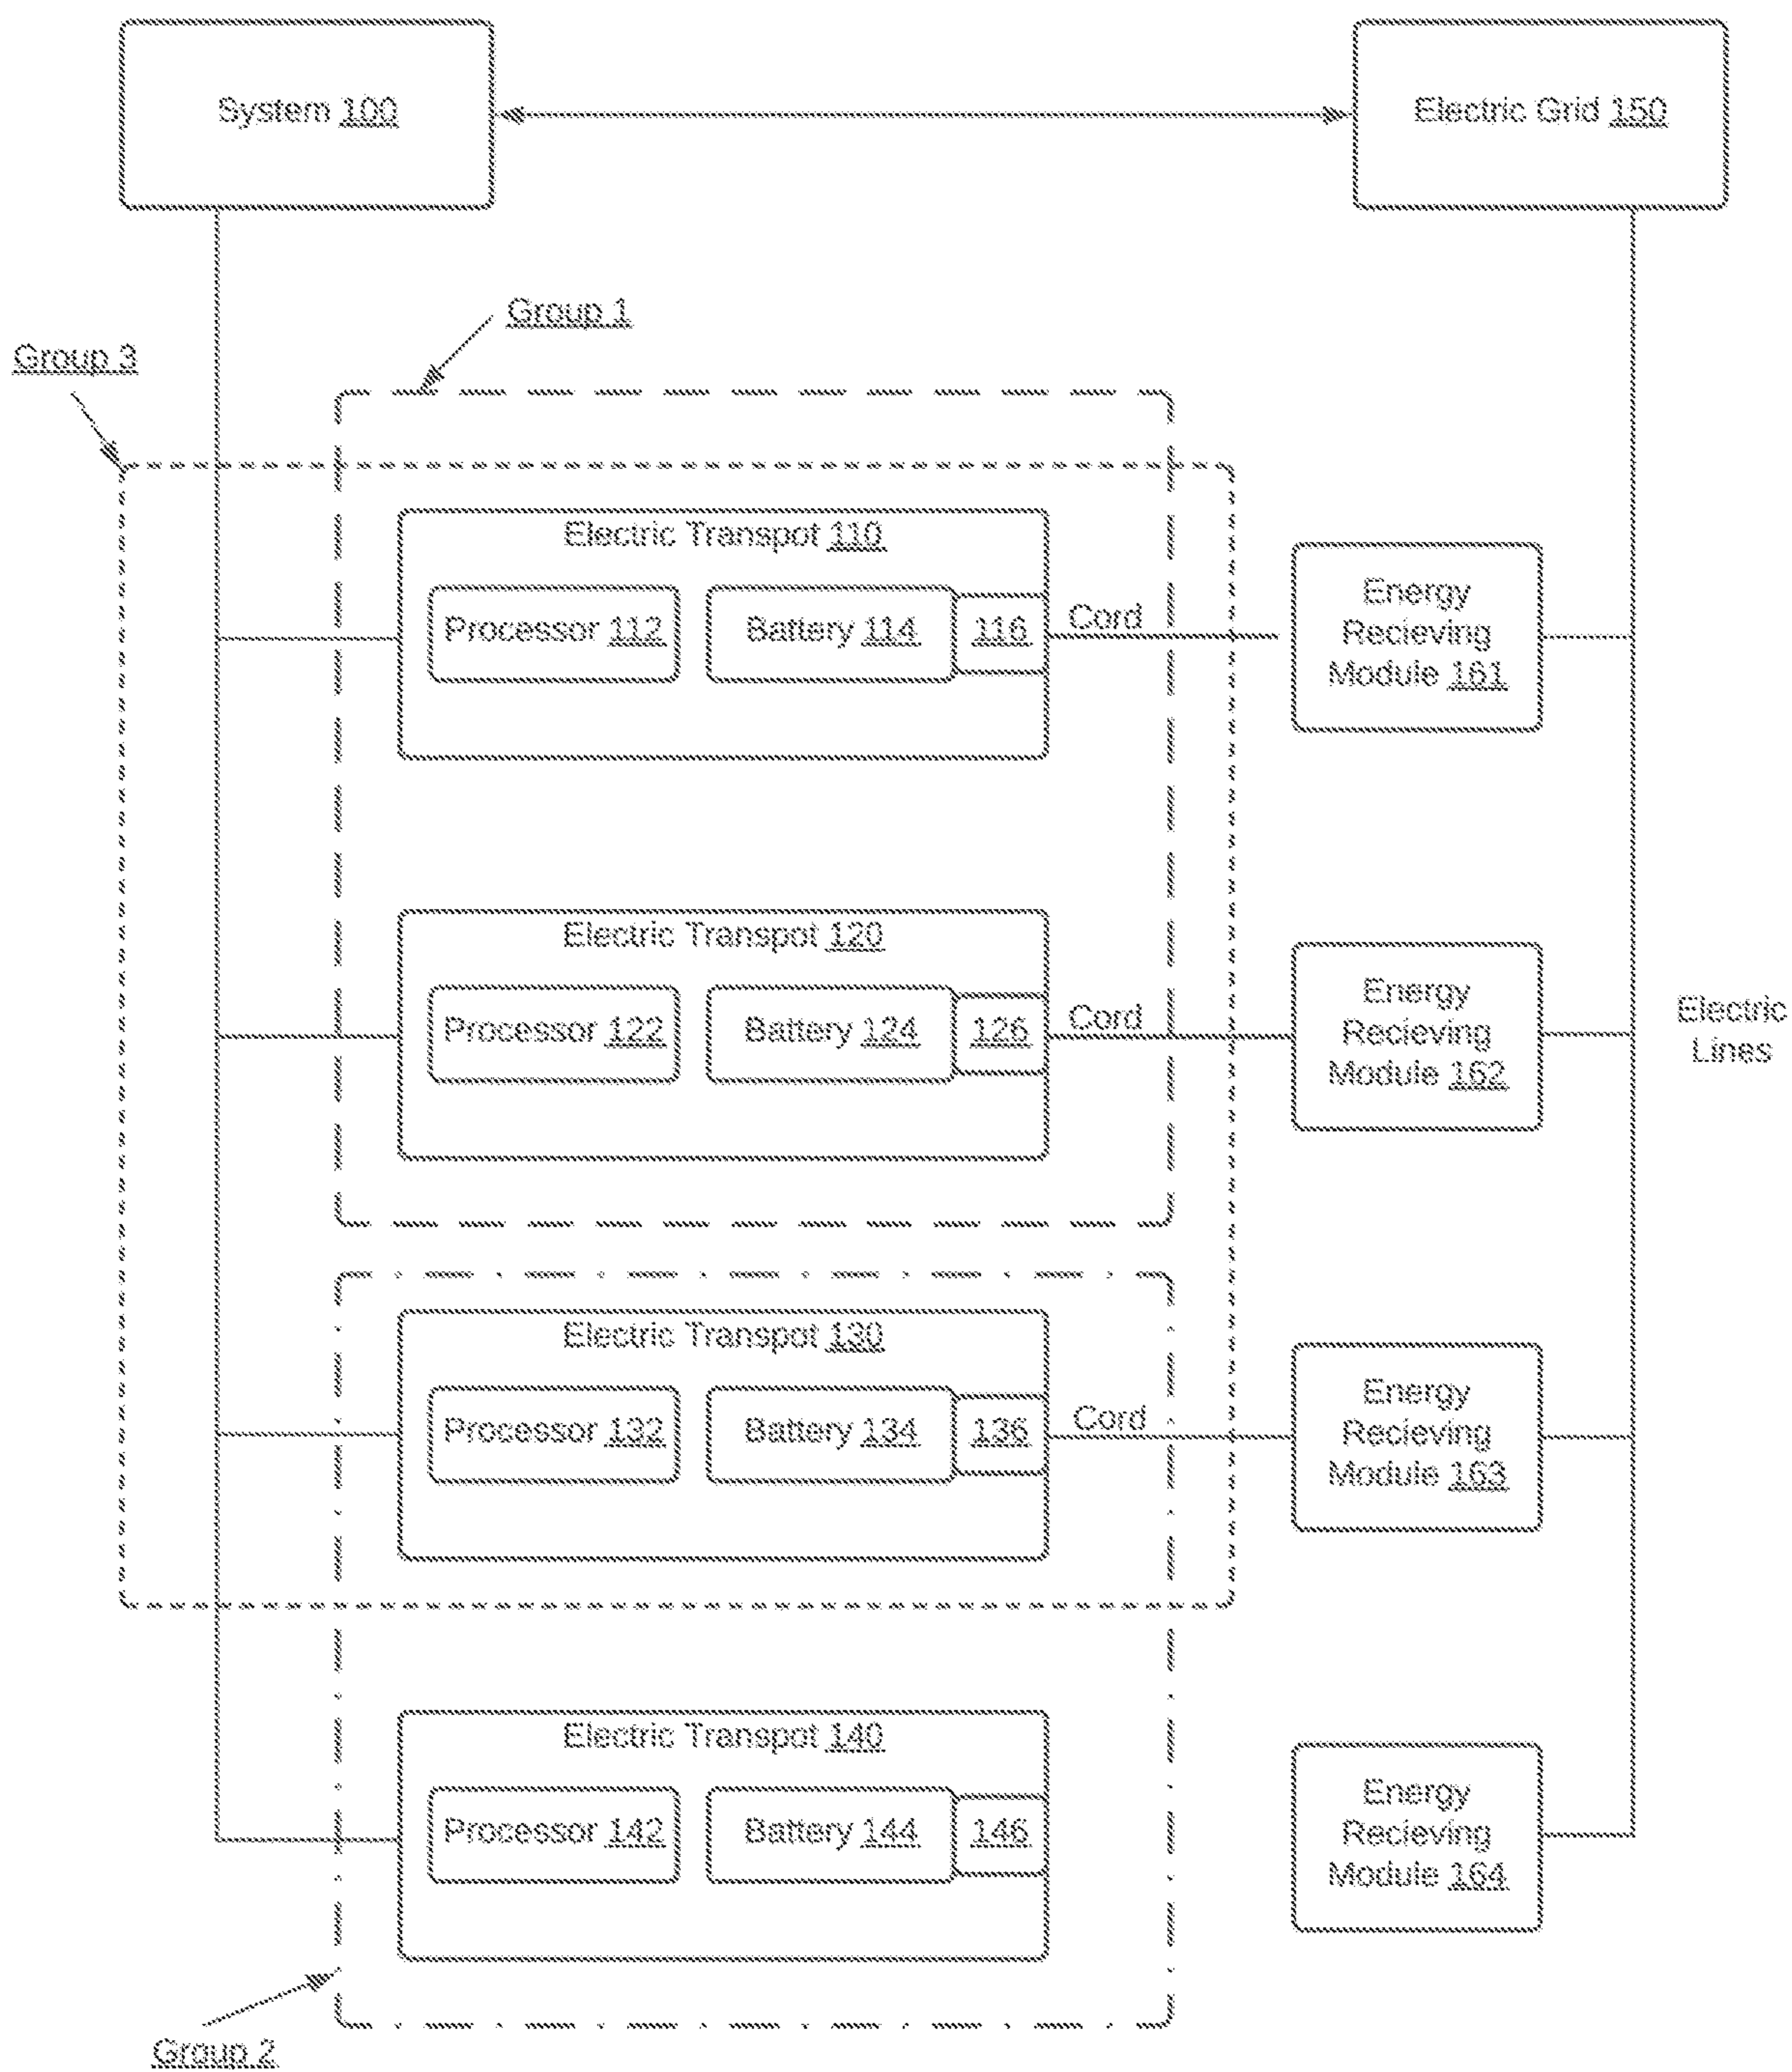 System 100
Electric Grid 150
Group 1
Group 3
Electric Transpot 110
Processor 112
Battery 114
116
Cord
Energy
Recieving
Module 161
Electric Transpot 120
Processor 122
Battery 124
126
Cord
Energy
Recieving
Module 162
Electric
Lines
Electric Transpot 130
Processor 132
Battery 134
136
Cord
Energy
Recieving
Module 163
Electric Transpot 140
Processor 142
Battery 144
146
Energy
Recieving
Module 164
Group 2